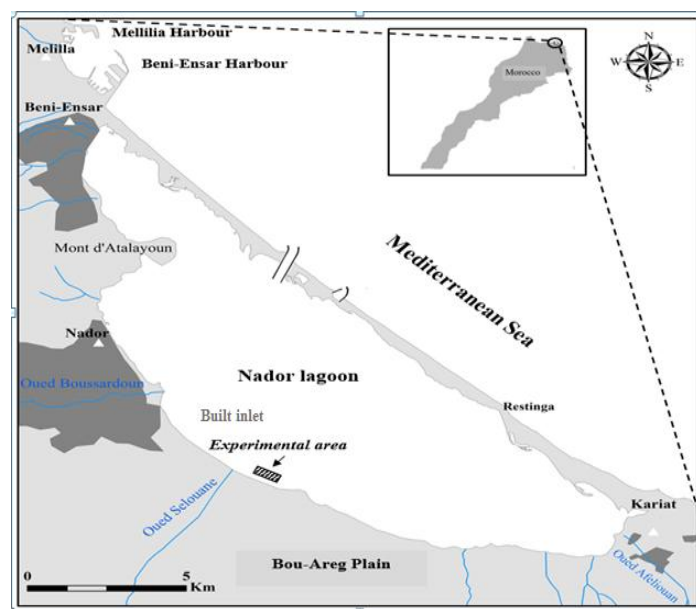 Mellilia Harbour
Melilla
Beni-Ensar Harbour
Beni-Ensar
Morocco
N
W
E
S
Mont d'Atalayoun
Mediterranean Sea
Nador
Oued Boussardoun
Nador lagoon
Restinga
Built inlet
Experimental area
Oued Selouane
Kariat
Oued Afeliouan
Bou-Areg Plain
0
5
Km